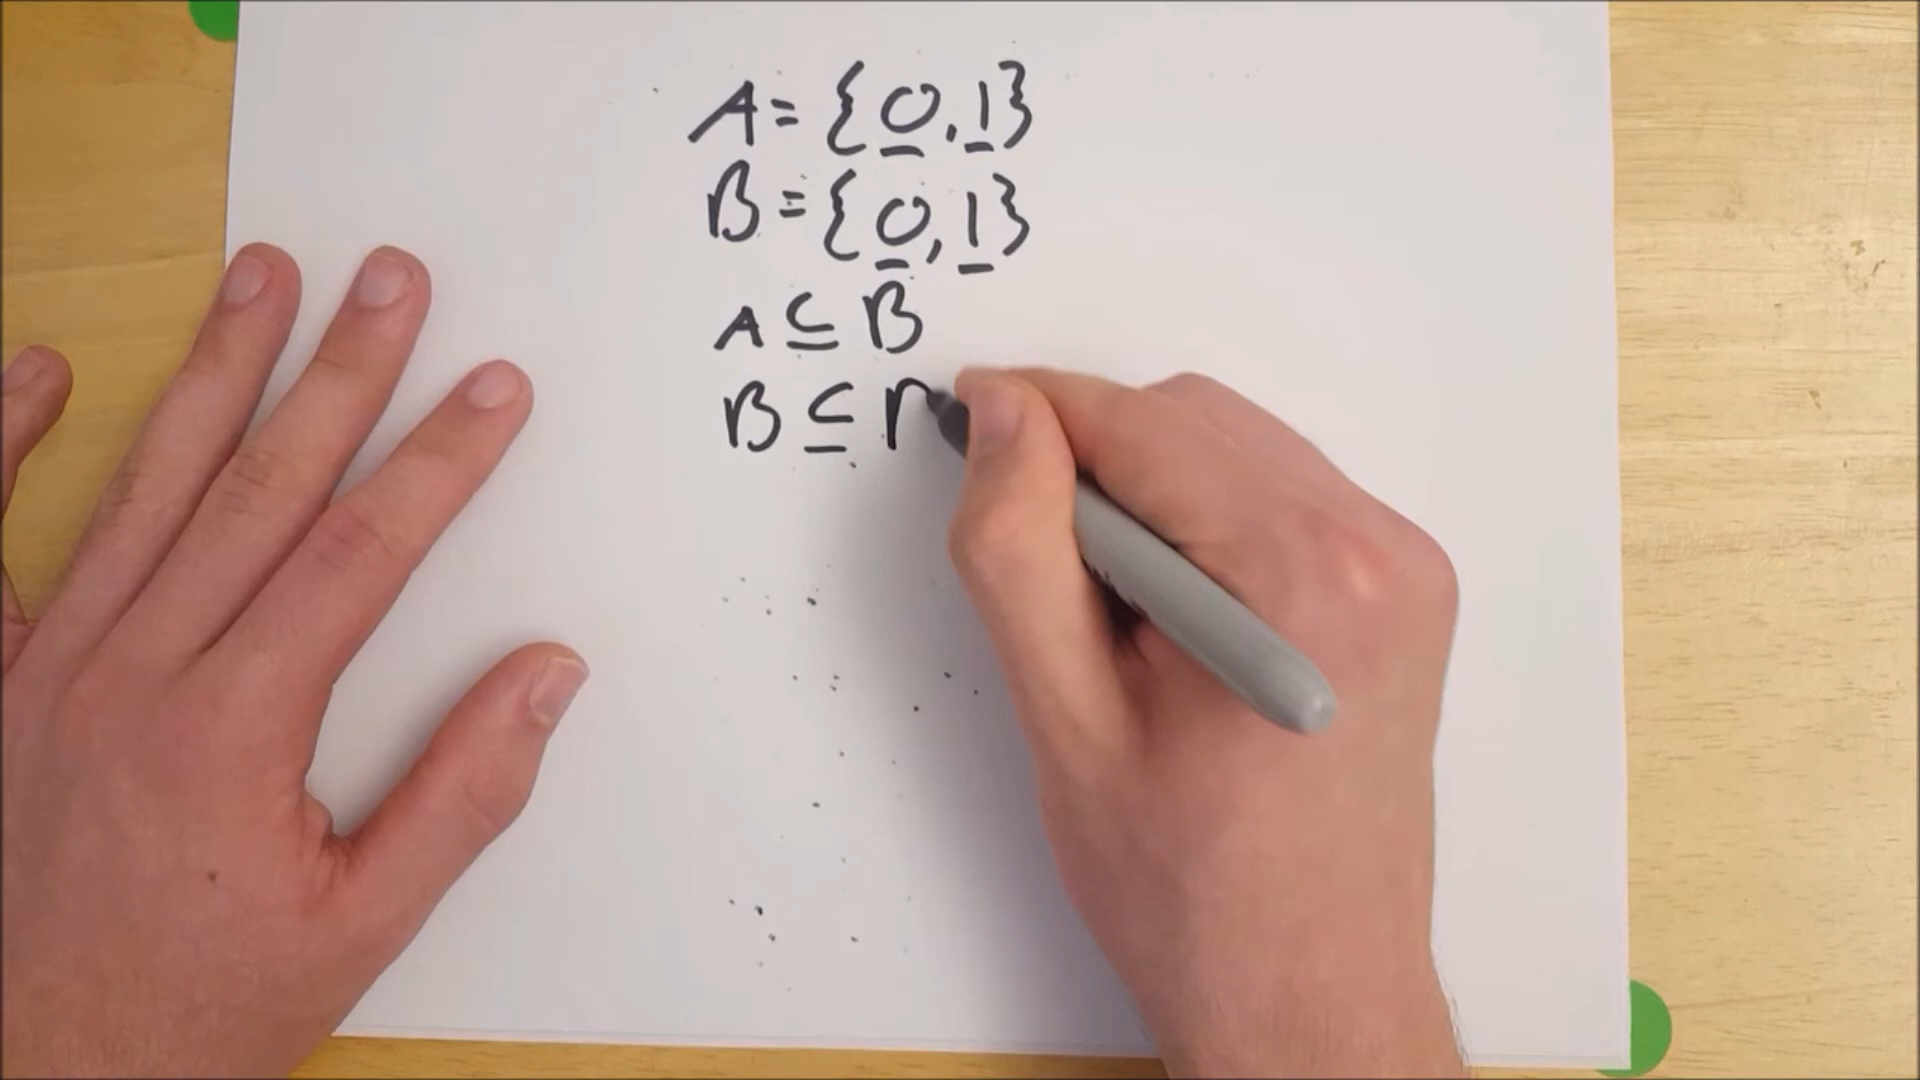 A = {0, 1}
B = {0, 1}
A ⊆ B
B ⊆